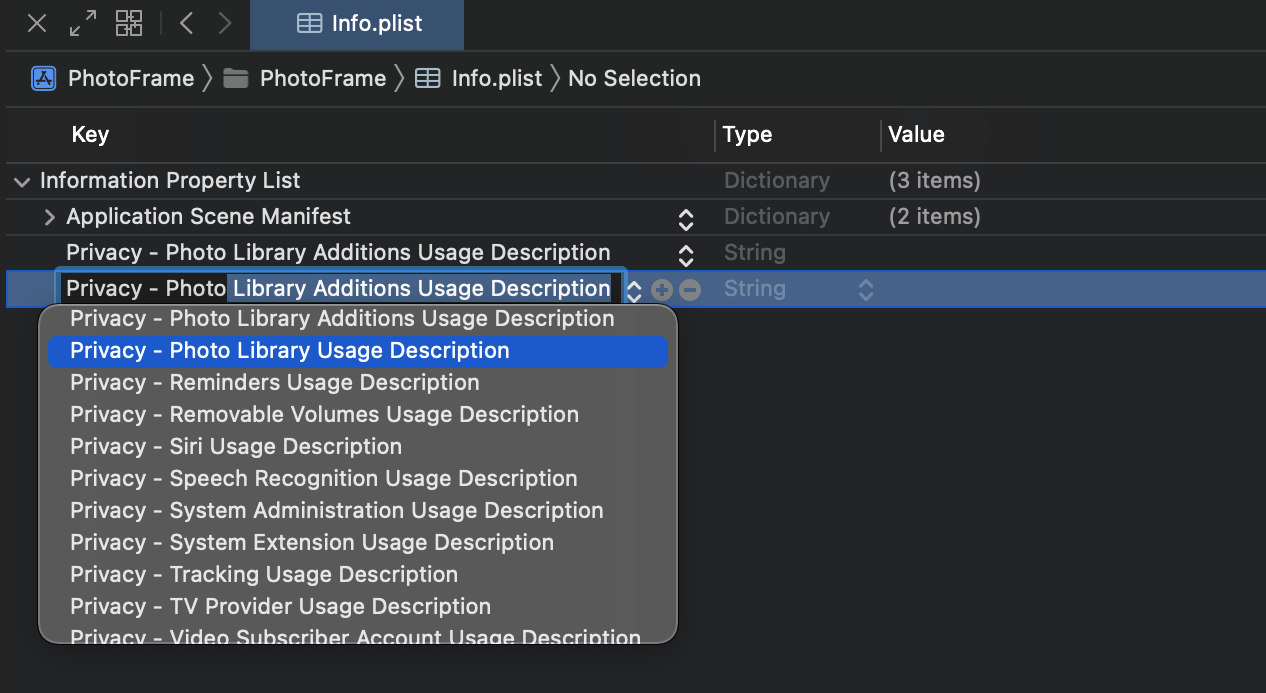 Info.plist
PhotoFrame PhotoFrame Info.plist No Selection
Key Type Value
Information Property List Dictionary (3 items)
Application Scene Manifest Dictionary (2 items)
Privacy - Photo Library Additions Usage Description String
Privacy - Photo Library Additions Usage Description String
Privacy - Photo Library Additions Usage Description
Privacy - Photo Library Usage Description
Privacy - Reminders Usage Description
Privacy - Removable Volumes Usage Description
Privacy - Siri Usage Description
Privacy - Speech Recognition Usage Description
Privacy - System Administration Usage Description
Privacy - System Extension Usage Description
Privacy - Tracking Usage Description
Privacy - TV Provider Usage Description
Privacy - Video Subscriber Account Usage Description